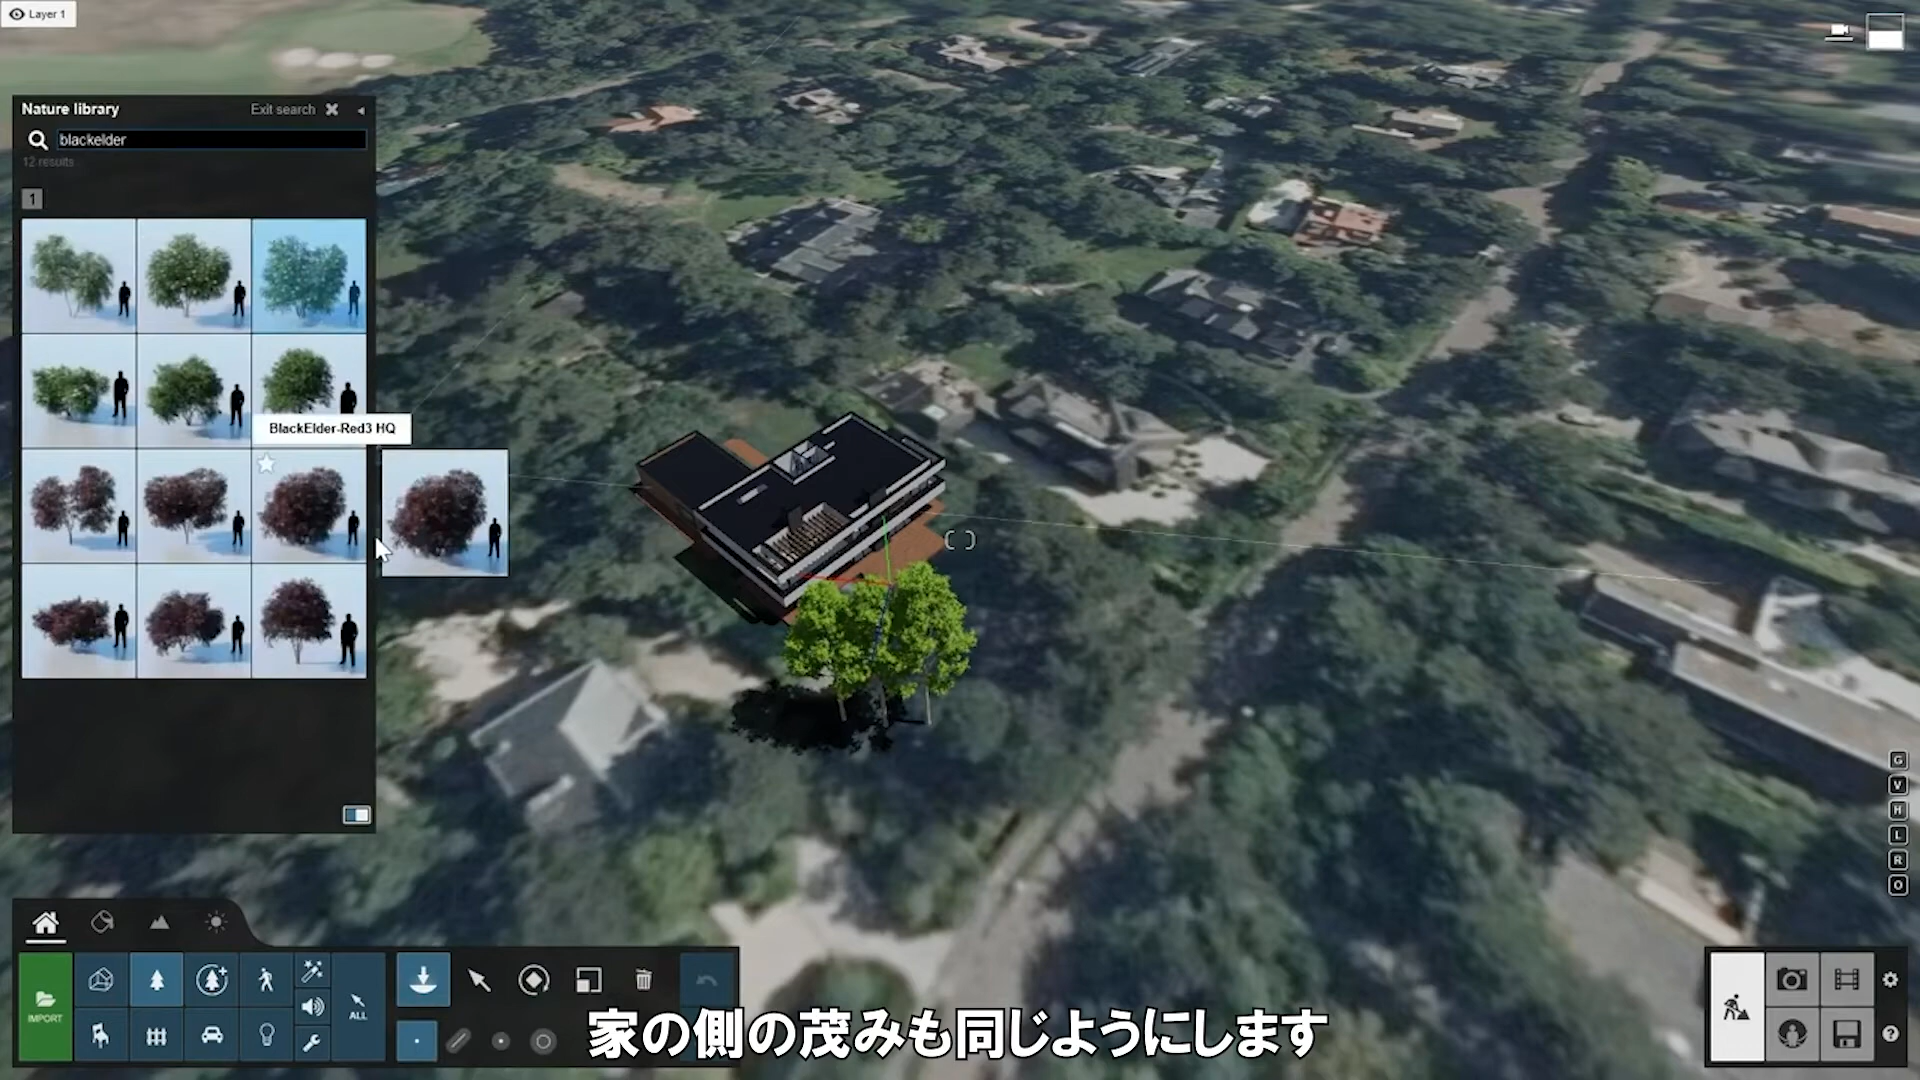 Layer 1
Nature library
Exit search
blackelder
12 results
1
BlackElder-Red3 HQ
G
V
H
L
R
O
IMPORT
ALL
?
家の側の茂みも同じようにします